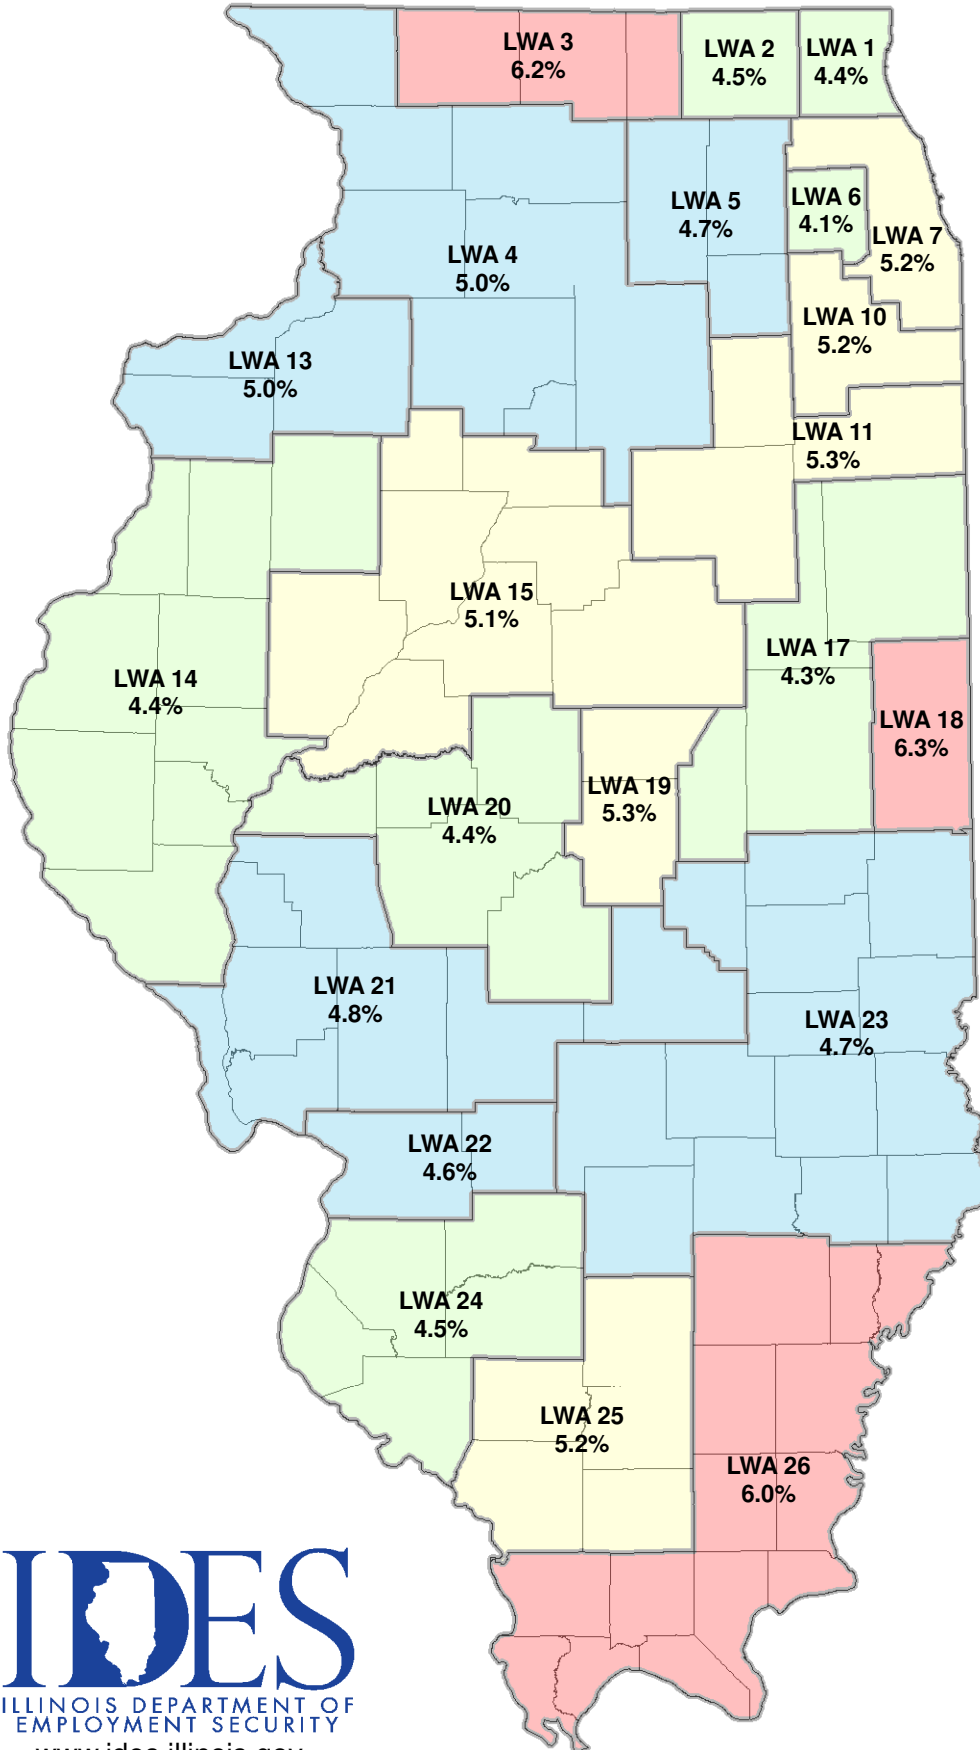 LWA 3
6.2%
LWA 2
4.5%
LWA 1
4.4%
LWA 5
4.7%
LWA 6
4.1%
LWA 7
5.2%
LWA 4
5.0%
LWA 10
5.2%
LWA 13
5.0%
LWA 11
5.3%
LWA 15
5.1%
LWA 17
4.3%
LWA 14
4.4%
LWA 18
6.3%
LWA 19
5.3%
LWA 20
4.4%
LWA 21
4.8%
LWA 23
4.7%
LWA 22
4.6%
LWA 24
4.5%
LWA 25
5.2%
LWA 26
6.0%
IDES
ILLINOIS DEPARTMENT OF
EMPLOYMENT SECURITY
www.ides.illinois.gov